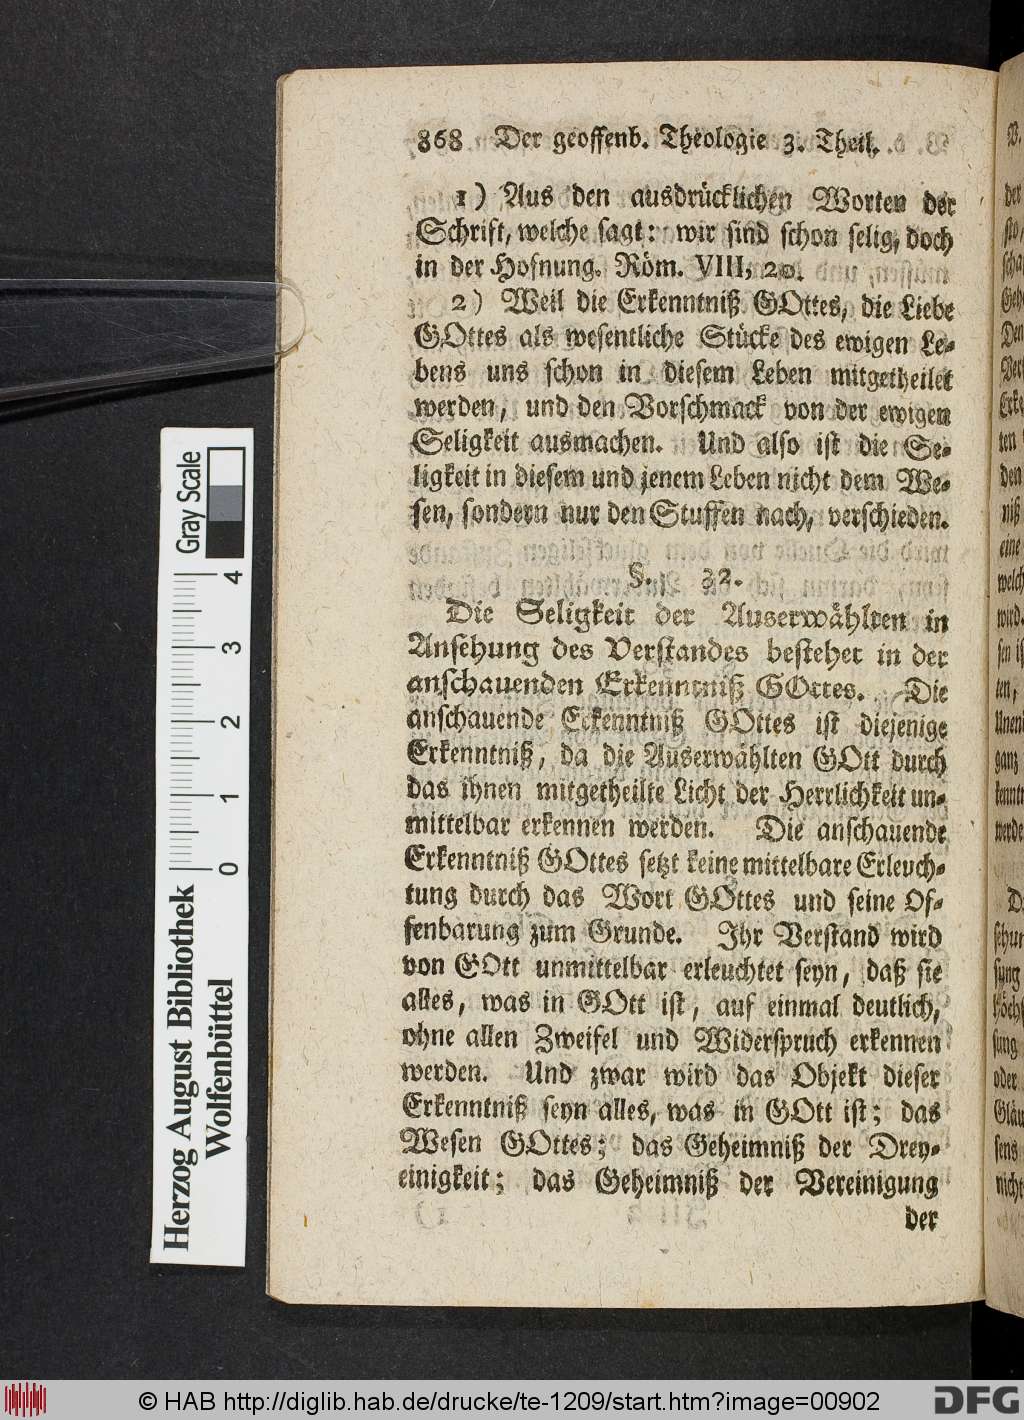 868 Der geoffenb. Theologie 3. Theil.
1) Aus den ausdrücklichen Worten der
Schrift, welche sagt: wir sind schon selig, doch
in der Hofnung. Röm. VIII, 20.
2) Weil die Erkenntniß GOttes, die Liebe
GOttes als wesentliche Stücke des ewigen Le-
bens uns schon in diesem Leben mitgetheilet
werden, und den Vorschmack von der ewigen
Seligkeit ausmachen. Und also ist die Se-
ligkeit in diesem und jenem Leben nicht dem We-
sen, sondern nur den Stuffen nach, verschieden.
§. 32.
Die Seligkeit der Auserwählten in
Ansehung des Verstandes bestehet in der
anschauenden Erkenntniß GOttes. Die
anschauende Erkenntniß GOttes ist diejenige
Erkenntniß, da die Auserwählten GOtt durch
das ihnen mitgetheilte Licht der Herrlichkeit un-
mittelbar erkennen werden. Die anschauende
Erkenntniß GOttes setzt keine mittelbare Erleuch-
tung durch das Wort GOttes und seine Of-
fenbarung zum Grunde. Ihr Verstand wird
von GOtt unmittelbar erleuchtet seyn, daß sie
alles, was in GOtt ist, auf einmal deutlich,
ohne allen Zweifel und Widerspruch erkennen
werden. Und zwar wird das Objekt dieser
Erkenntniß seyn alles, was in GOtt ist; das
Wesen GOttes; das Geheimniß der Drey-
einigkeit; das Geheimniß der Vereinigung
der
Gray Scale
0 1 2 3 4
Herzog August Bibliothek
Wolfenbüttel
© HAB http://diglib.hab.de/drucke/te-1209/start.htm?image=00902
DFG